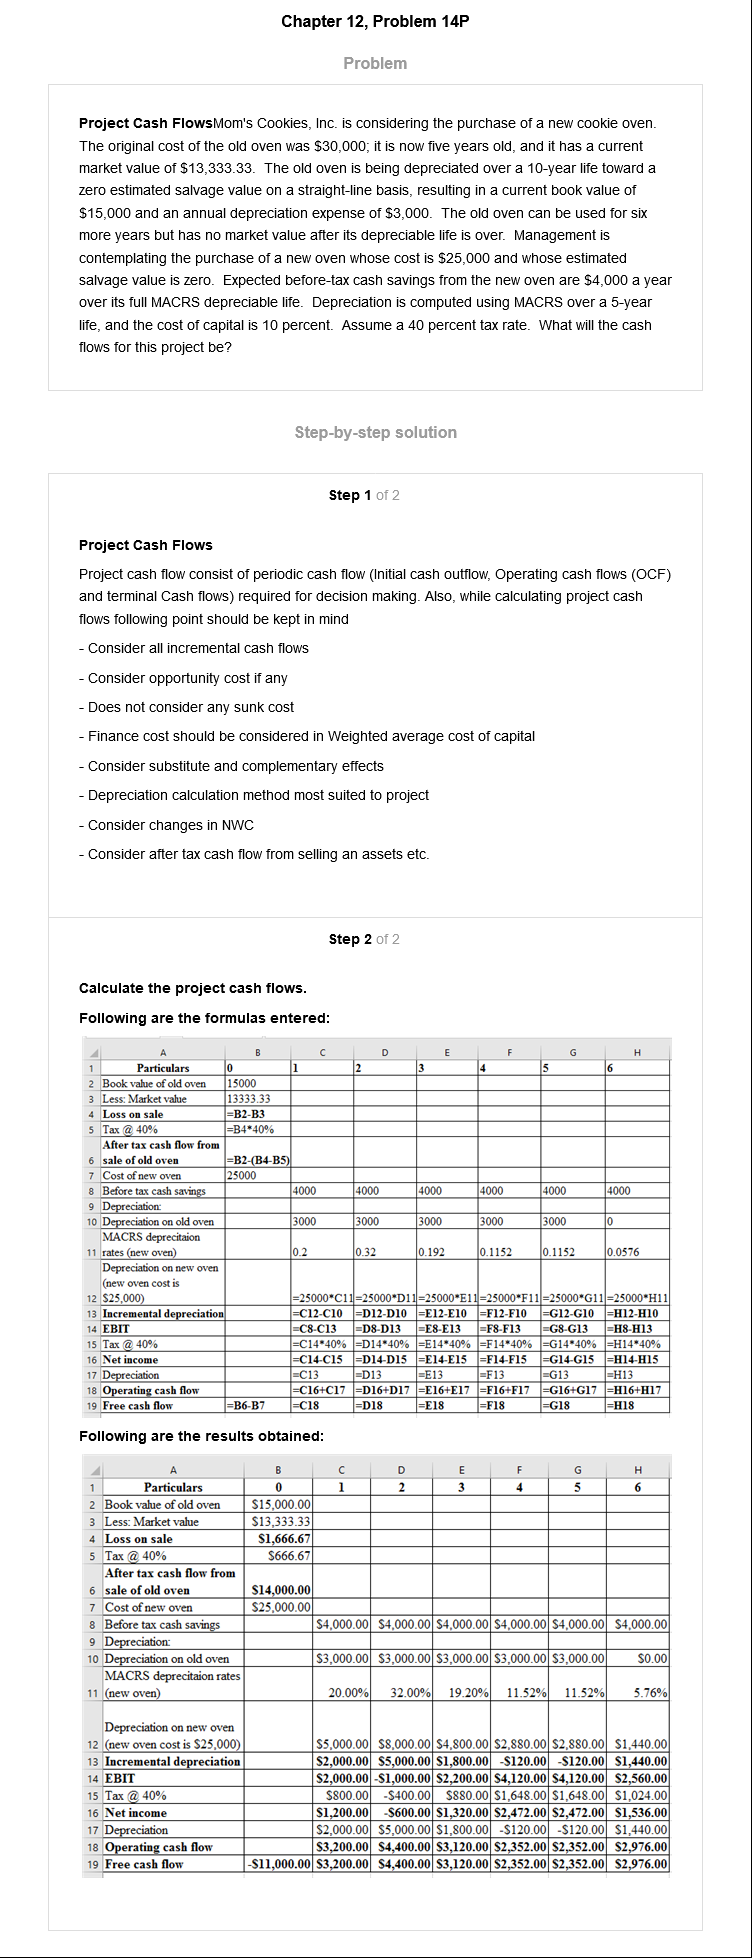 Chapter 12, Problem 14P
Problem
Project Cash FlowsMom's Cookies, Inc. is considering the purchase of a new cookie oven.
The original cost of the old oven was $30,000; it is now five years old, and it has a current
market value of $13,333.33.  The old oven is being depreciated over a 10-year life toward a
zero estimated salvage value on a straight-line basis, resulting in a current book value of
$15,000 and an annual depreciation expense of $3,000.  The old oven can be used for six
more years but has no market value after its depreciable life is over.  Management is
contemplating the purchase of a new oven whose cost is $25,000 and whose estimated
salvage value is zero.  Expected before-tax cash savings from the new oven are $4,000 a year
over its full MACRS depreciable life.  Depreciation is computed using MACRS over a 5-year
life, and the cost of capital is 10 percent.  Assume a 40 percent tax rate.  What will the cash
flows for this project be?
Step-by-step solution
Step 1 of 2
Project Cash Flows
Project cash flow consist of periodic cash flow (Initial cash outflow, Operating cash flows (OCF)
and terminal Cash flows) required for decision making. Also, while calculating project cash
flows following point should be kept in mind
- Consider all incremental cash flows
- Consider opportunity cost if any
- Does not consider any sunk cost
- Finance cost should be considered in Weighted average cost of capital
- Consider substitute and complementary effects
- Depreciation calculation method most suited to project
- Consider changes in NWC
- Consider after tax cash flow from selling an assets etc.
Step 2 of 2
Calculate the project cash flows.
Following are the formulas entered:
A B C D E F G H
1 Particulars 0 1 2 3 4 5 6
2 Book value of old oven 15000
3 Less: Market value 13333.33
4 Loss on sale =B2-B3
5 Tax @ 40% =B4*40%
After tax cash flow from
6 sale of old oven =B2-(B4-B5)
7 Cost of new oven 25000
8 Before tax cash savings 4000 4000 4000 4000 4000 4000
9 Depreciation:
10 Depreciation on old oven 3000 3000 3000 3000 3000 0
MACRS deprecitaion
11 rates (new oven) 0.2 0.32 0.192 0.1152 0.1152 0.0576
Depreciation on new oven
(new oven cost is
12 $25,000) =25000*C11 =25000*D11 =25000*E11 =25000*F11 =25000*G11 =25000*H11
13 Incremental depreciation =C12-C10 =D12-D10 =E12-E10 =F12-F10 =G12-G10 =H12-H10
14 EBIT =C8-C13 =D8-D13 =E8-E13 =F8-F13 =G8-G13 =H8-H13
15 Tax @ 40% =C14*40% =D14*40% =E14*40% =F14*40% =G14*40% =H14*40%
16 Net income =C14-C15 =D14-D15 =E14-E15 =F14-F15 =G14-G15 =H14-H15
17 Depreciation =C13 =D13 =E13 =F13 =G13 =H13
18 Operating cash flow =C16+C17 =D16+D17 =E16+E17 =F16+F17 =G16+G17 =H16+H17
19 Free cash flow =B6-B7 =C18 =D18 =E18 =F18 =G18 =H18
Following are the results obtained:
A B C D E F G H
1 Particulars 0 1 2 3 4 5 6
2 Book value of old oven $15,000.00
3 Less: Market value $13,333.33
4 Loss on sale $1,666.67
5 Tax @ 40% $666.67
After tax cash flow from
6 sale of old oven $14,000.00
7 Cost of new oven $25,000.00
8 Before tax cash savings $4,000.00 $4,000.00 $4,000.00 $4,000.00 $4,000.00 $4,000.00
9 Depreciation:
10 Depreciation on old oven $3,000.00 $3,000.00 $3,000.00 $3,000.00 $3,000.00 $0.00
MACRS deprecitaion rates
11 (new oven) 20.00% 32.00% 19.20% 11.52% 11.52% 5.76%
Depreciation on new oven
12 (new oven cost is $25,000) $5,000.00 $8,000.00 $4,800.00 $2,880.00 $2,880.00 $1,440.00
13 Incremental depreciation $2,000.00 $5,000.00 $1,800.00 -$120.00 -$120.00 $1,440.00
14 EBIT $2,000.00 -$1,000.00 $2,200.00 $4,120.00 $4,120.00 $2,560.00
15 Tax @ 40% $800.00 -$400.00 $880.00 $1,648.00 $1,648.00 $1,024.00
16 Net income $1,200.00 -$600.00 $1,320.00 $2,472.00 $2,472.00 $1,536.00
17 Depreciation $2,000.00 $5,000.00 $1,800.00 -$120.00 -$120.00 $1,440.00
18 Operating cash flow $3,200.00 $4,400.00 $3,120.00 $2,352.00 $2,352.00 $2,976.00
19 Free cash flow -$11,000.00 $3,200.00 $4,400.00 $3,120.00 $2,352.00 $2,352.00 $2,976.00